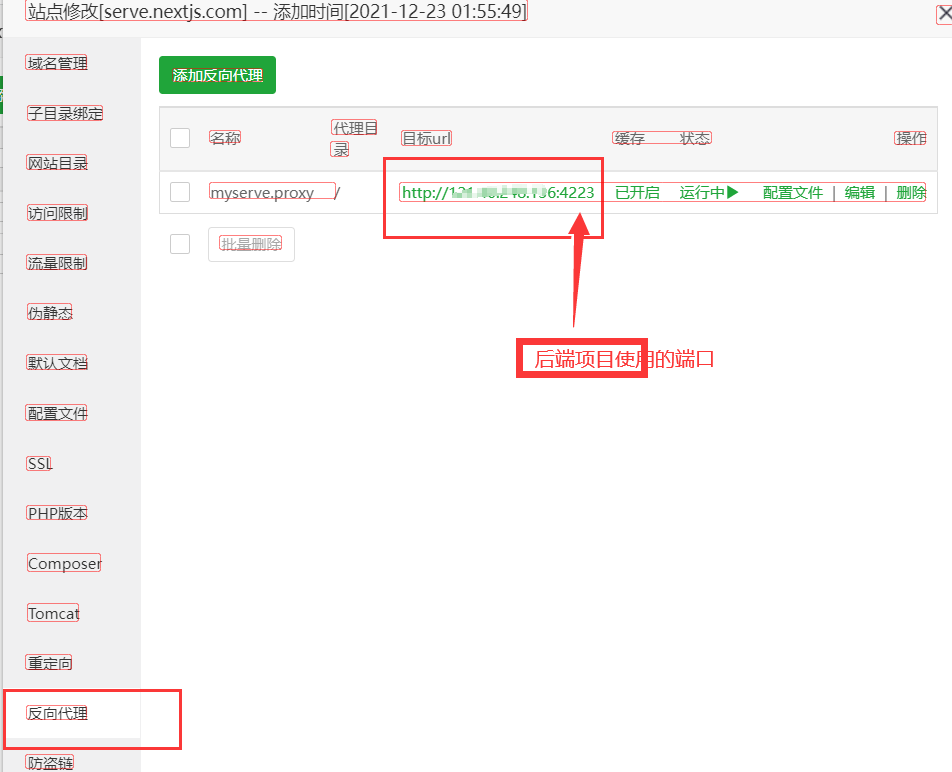 站点修改[serve.nextjs.com] -- 添加时间[2021-12-23 01:55:49]
域名管理
子目录绑定
网站目录
访问限制
流量限制
伪静态
默认文档
配置文件
SSL
PHP版本
Composer
Tomcat
重定向
反向代理
防盗链
添加反向代理
名称 代理目录 目标url 缓存 状态 操作
myserve.proxy / http:// :4223 已开启 运行中 配置文件 | 编辑 | 删除
批量删除
后端项目使用的端口